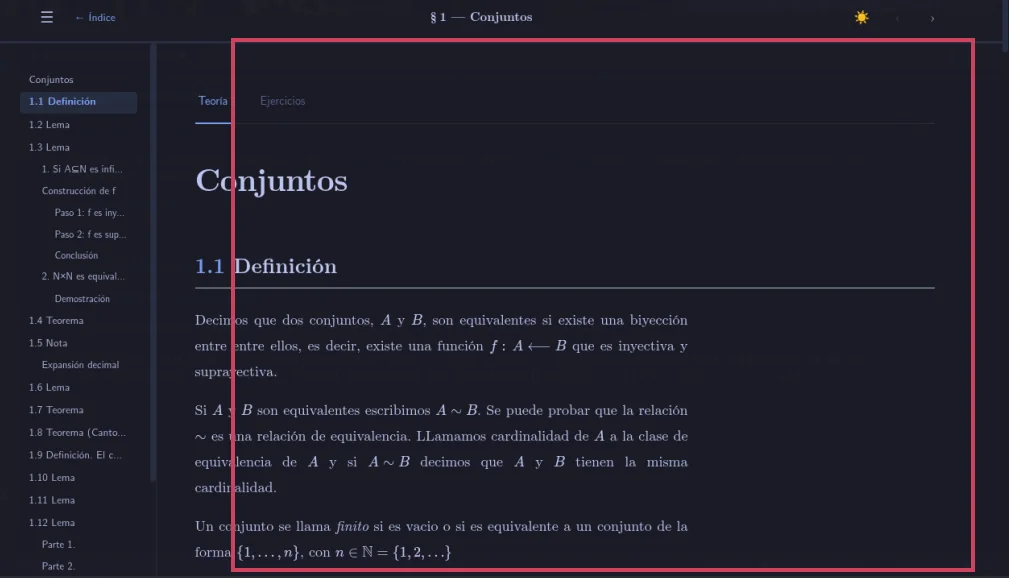 ☰ ← Índice § 1 — Conjuntos ‹ ›
Conjuntos
1.1 Definición
1.2 Lema
1.3 Lema
1. Si A⊆N es infi...
Construcción de f
Paso 1: f es iny...
Paso 2: f es sup...
Conclusión
2. N×N es equival...
Demostración
1.4 Teorema
1.5 Nota
Expansión decimal
1.6 Lema
1.7 Teorema
1.8 Teorema (Canto...
1.9 Definición. El c...
1.10 Lema
1.11 Lema
1.12 Lema
Parte 1.
Parte 2.
Teoría Ejercicios
Conjuntos
1.1 Definición
Decimos que dos conjuntos, A y B, son equivalentes si existe una biyección
entre entre ellos, es decir, existe una función f : A ⟵ B que es inyectiva y
suprayectiva.
Si A y B son equivalentes escribimos A ∼ B. Se puede probar que la relación
∼ es una relación de equivalencia. LLamamos cardinalidad de A a la clase de
equivalencia de A y si A ∼ B decimos que A y B tienen la misma
cardinalidad.
Un conjunto se llama finito si es vacio o si es equivalente a un conjunto de la
forma {1, . . . , n}, con n ∈ ℕ = {1, 2, . . .}